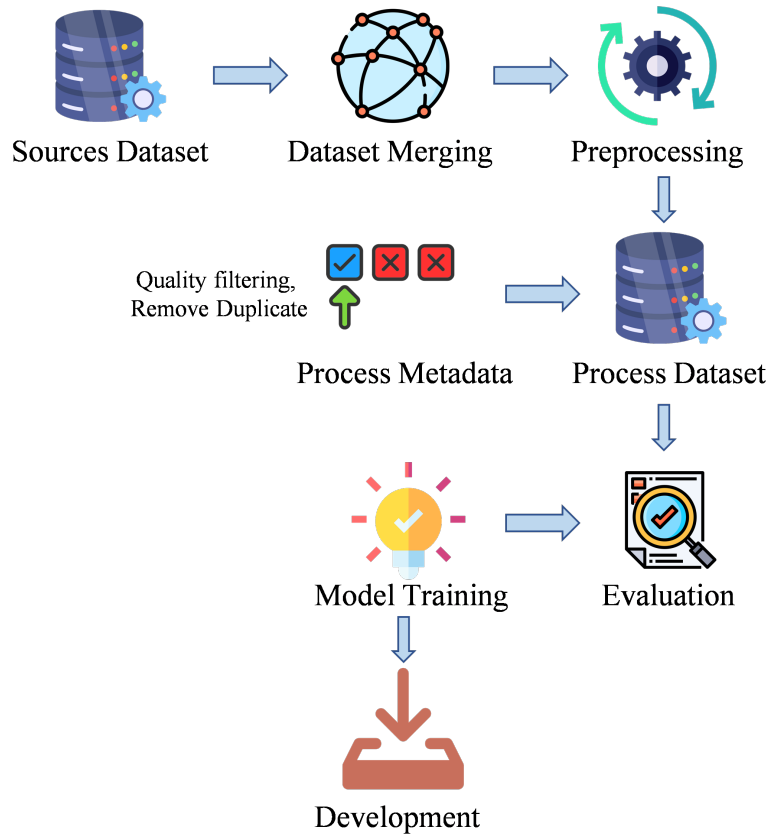 Sources Dataset
Dataset Merging
Preprocessing
Quality filtering,
Remove Duplicate
Process Metadata
Process Dataset
Model Training
Evaluation
Development